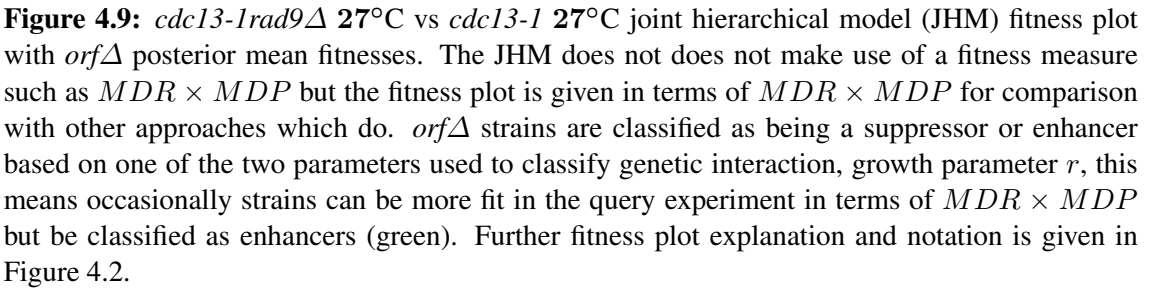 Figure 4.9: cdc13-1rad9Δ 27°C vs cdc13-1 27°C joint hierarchical model (JHM) fitness plot
with orfΔ posterior mean fitnesses. The JHM does not does not make use of a fitness measure
such as MDR × MDP but the fitness plot is given in terms of MDR × MDP for comparison
with other approaches which do. orfΔ strains are classified as being a suppressor or enhancer
based on one of the two parameters used to classify genetic interaction, growth parameter r, this
means occasionally strains can be more fit in the query experiment in terms of MDR × MDP
but be classified as enhancers (green). Further fitness plot explanation and notation is given in
Figure 4.2.